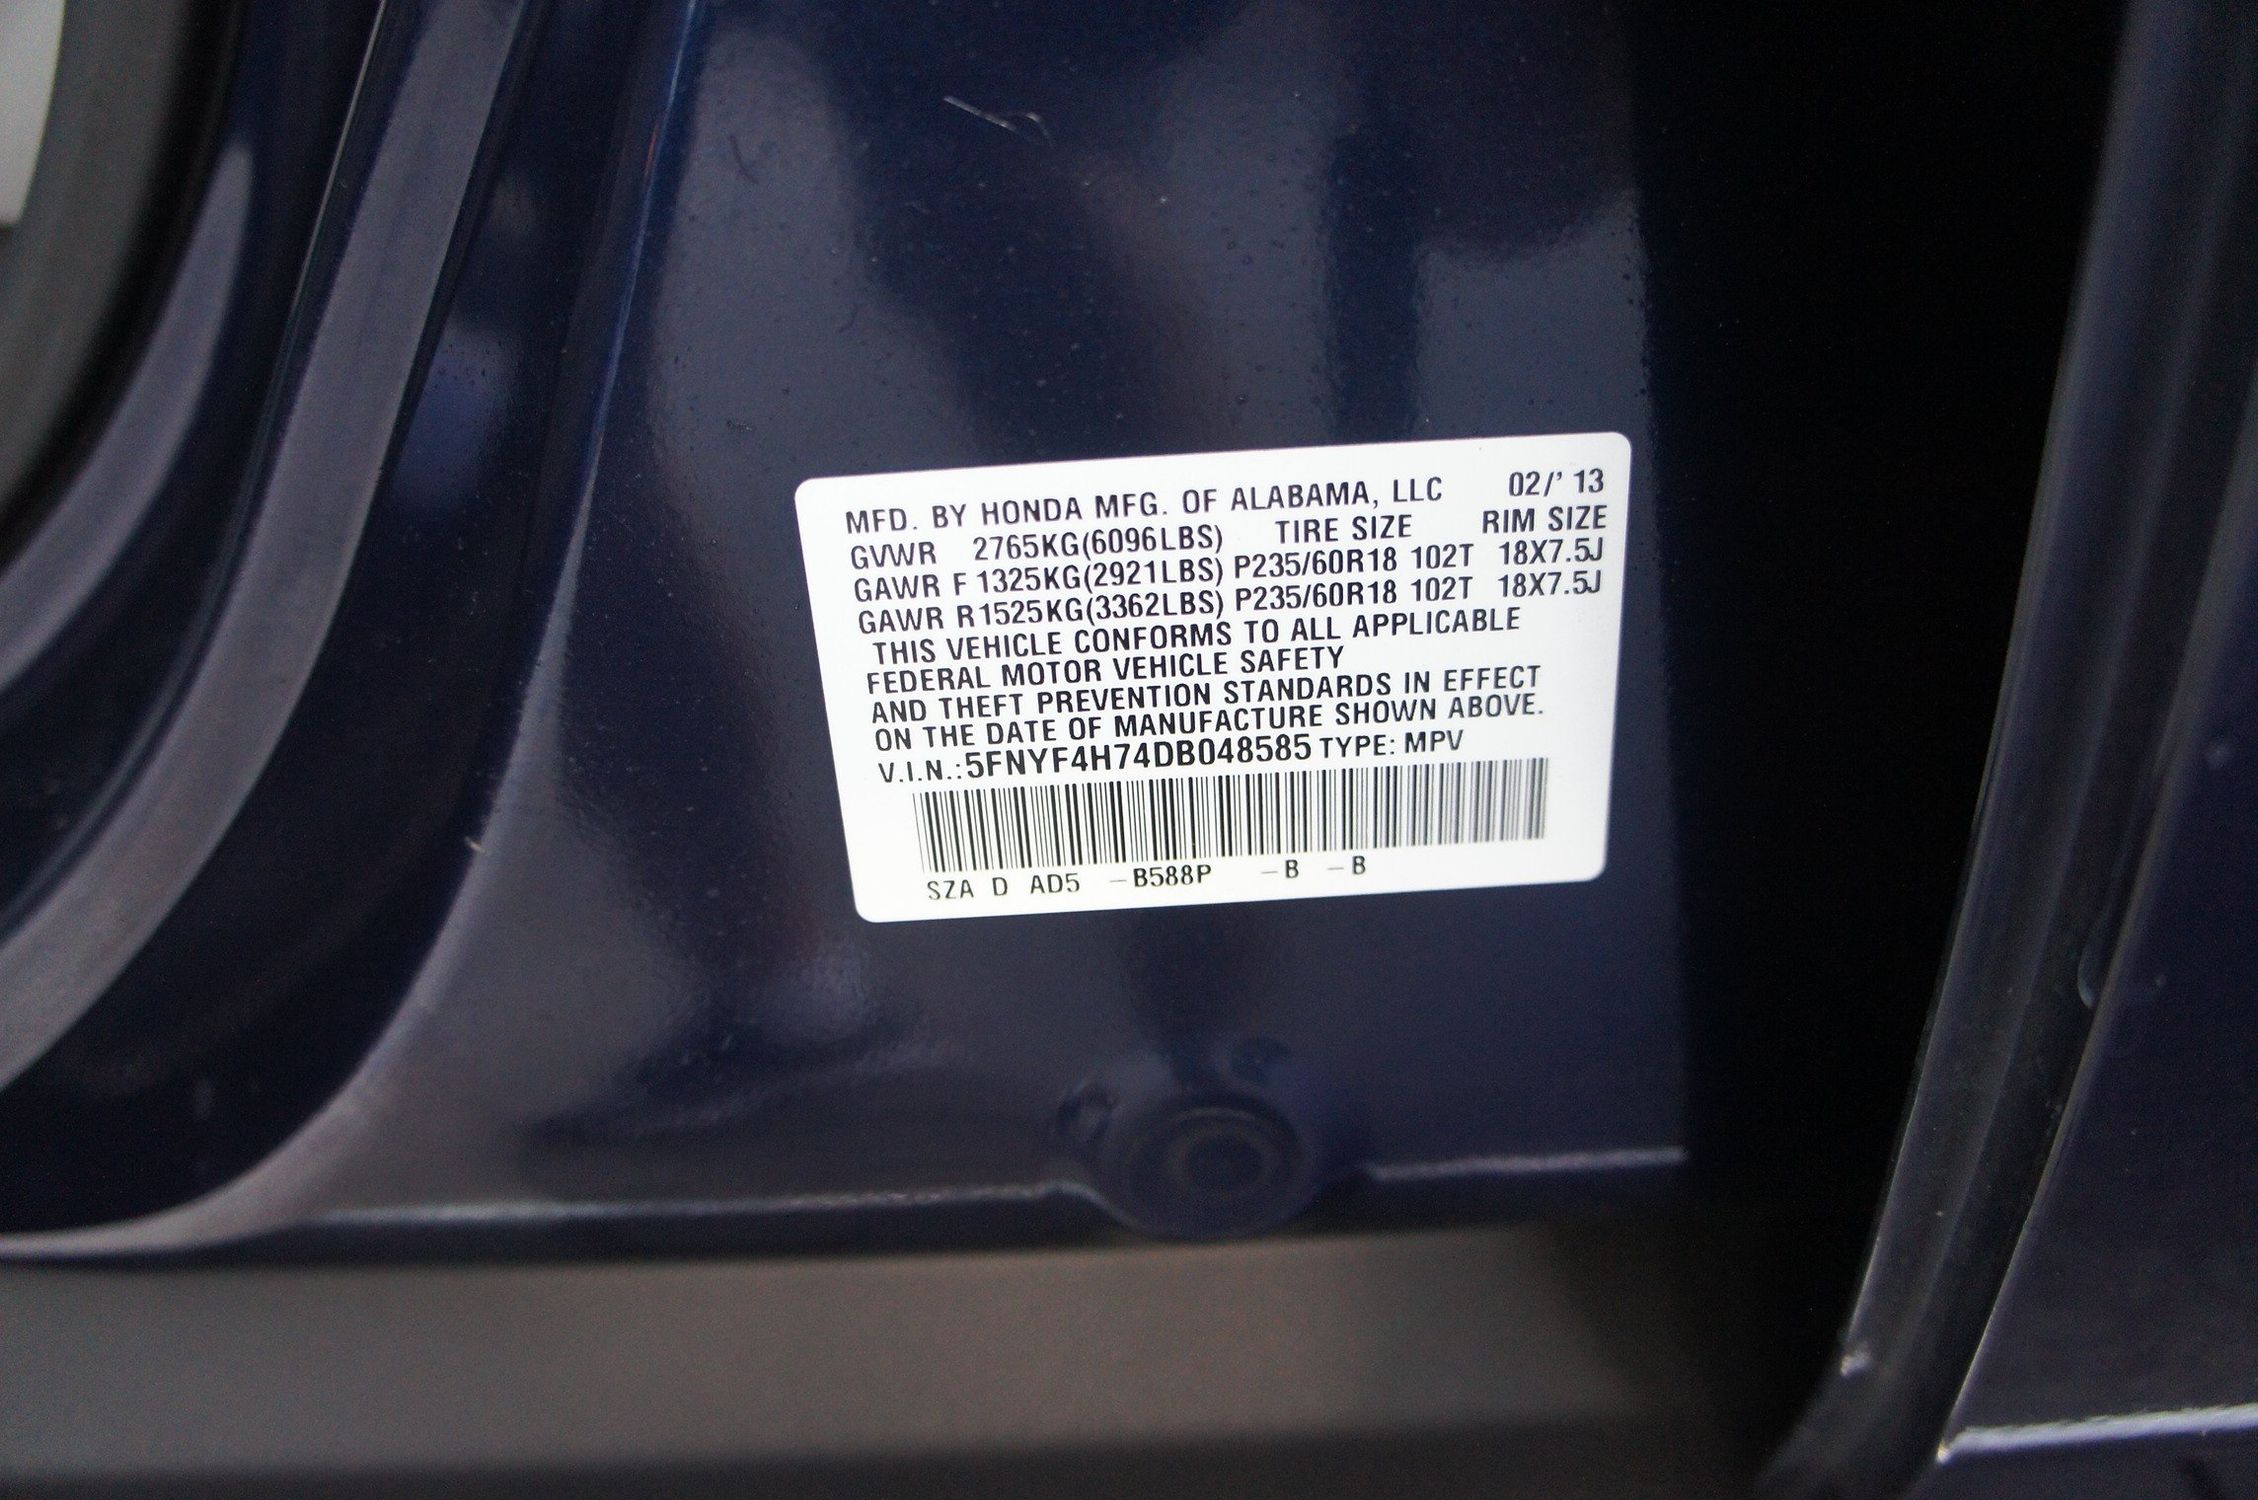 MFD. BY HONDA MFG. OF ALABAMA, LLC 02/' 13
GVWR 2765KG(6096LBS) TIRE SIZE RIM SIZE
GAWR F 1325KG(2921LBS) P235/60R18 102T 18X7.5J
GAWR R 1525KG(3362LBS) P235/60R18 102T 18X7.5J
THIS VEHICLE CONFORMS TO ALL APPLICABLE
FEDERAL MOTOR VEHICLE SAFETY
AND THEFT PREVENTION STANDARDS IN EFFECT
ON THE DATE OF MANUFACTURE SHOWN ABOVE.
V.I.N.:5FNYF4H74DB048585 TYPE: MPV
SZA D AD5 -B588P -B -B